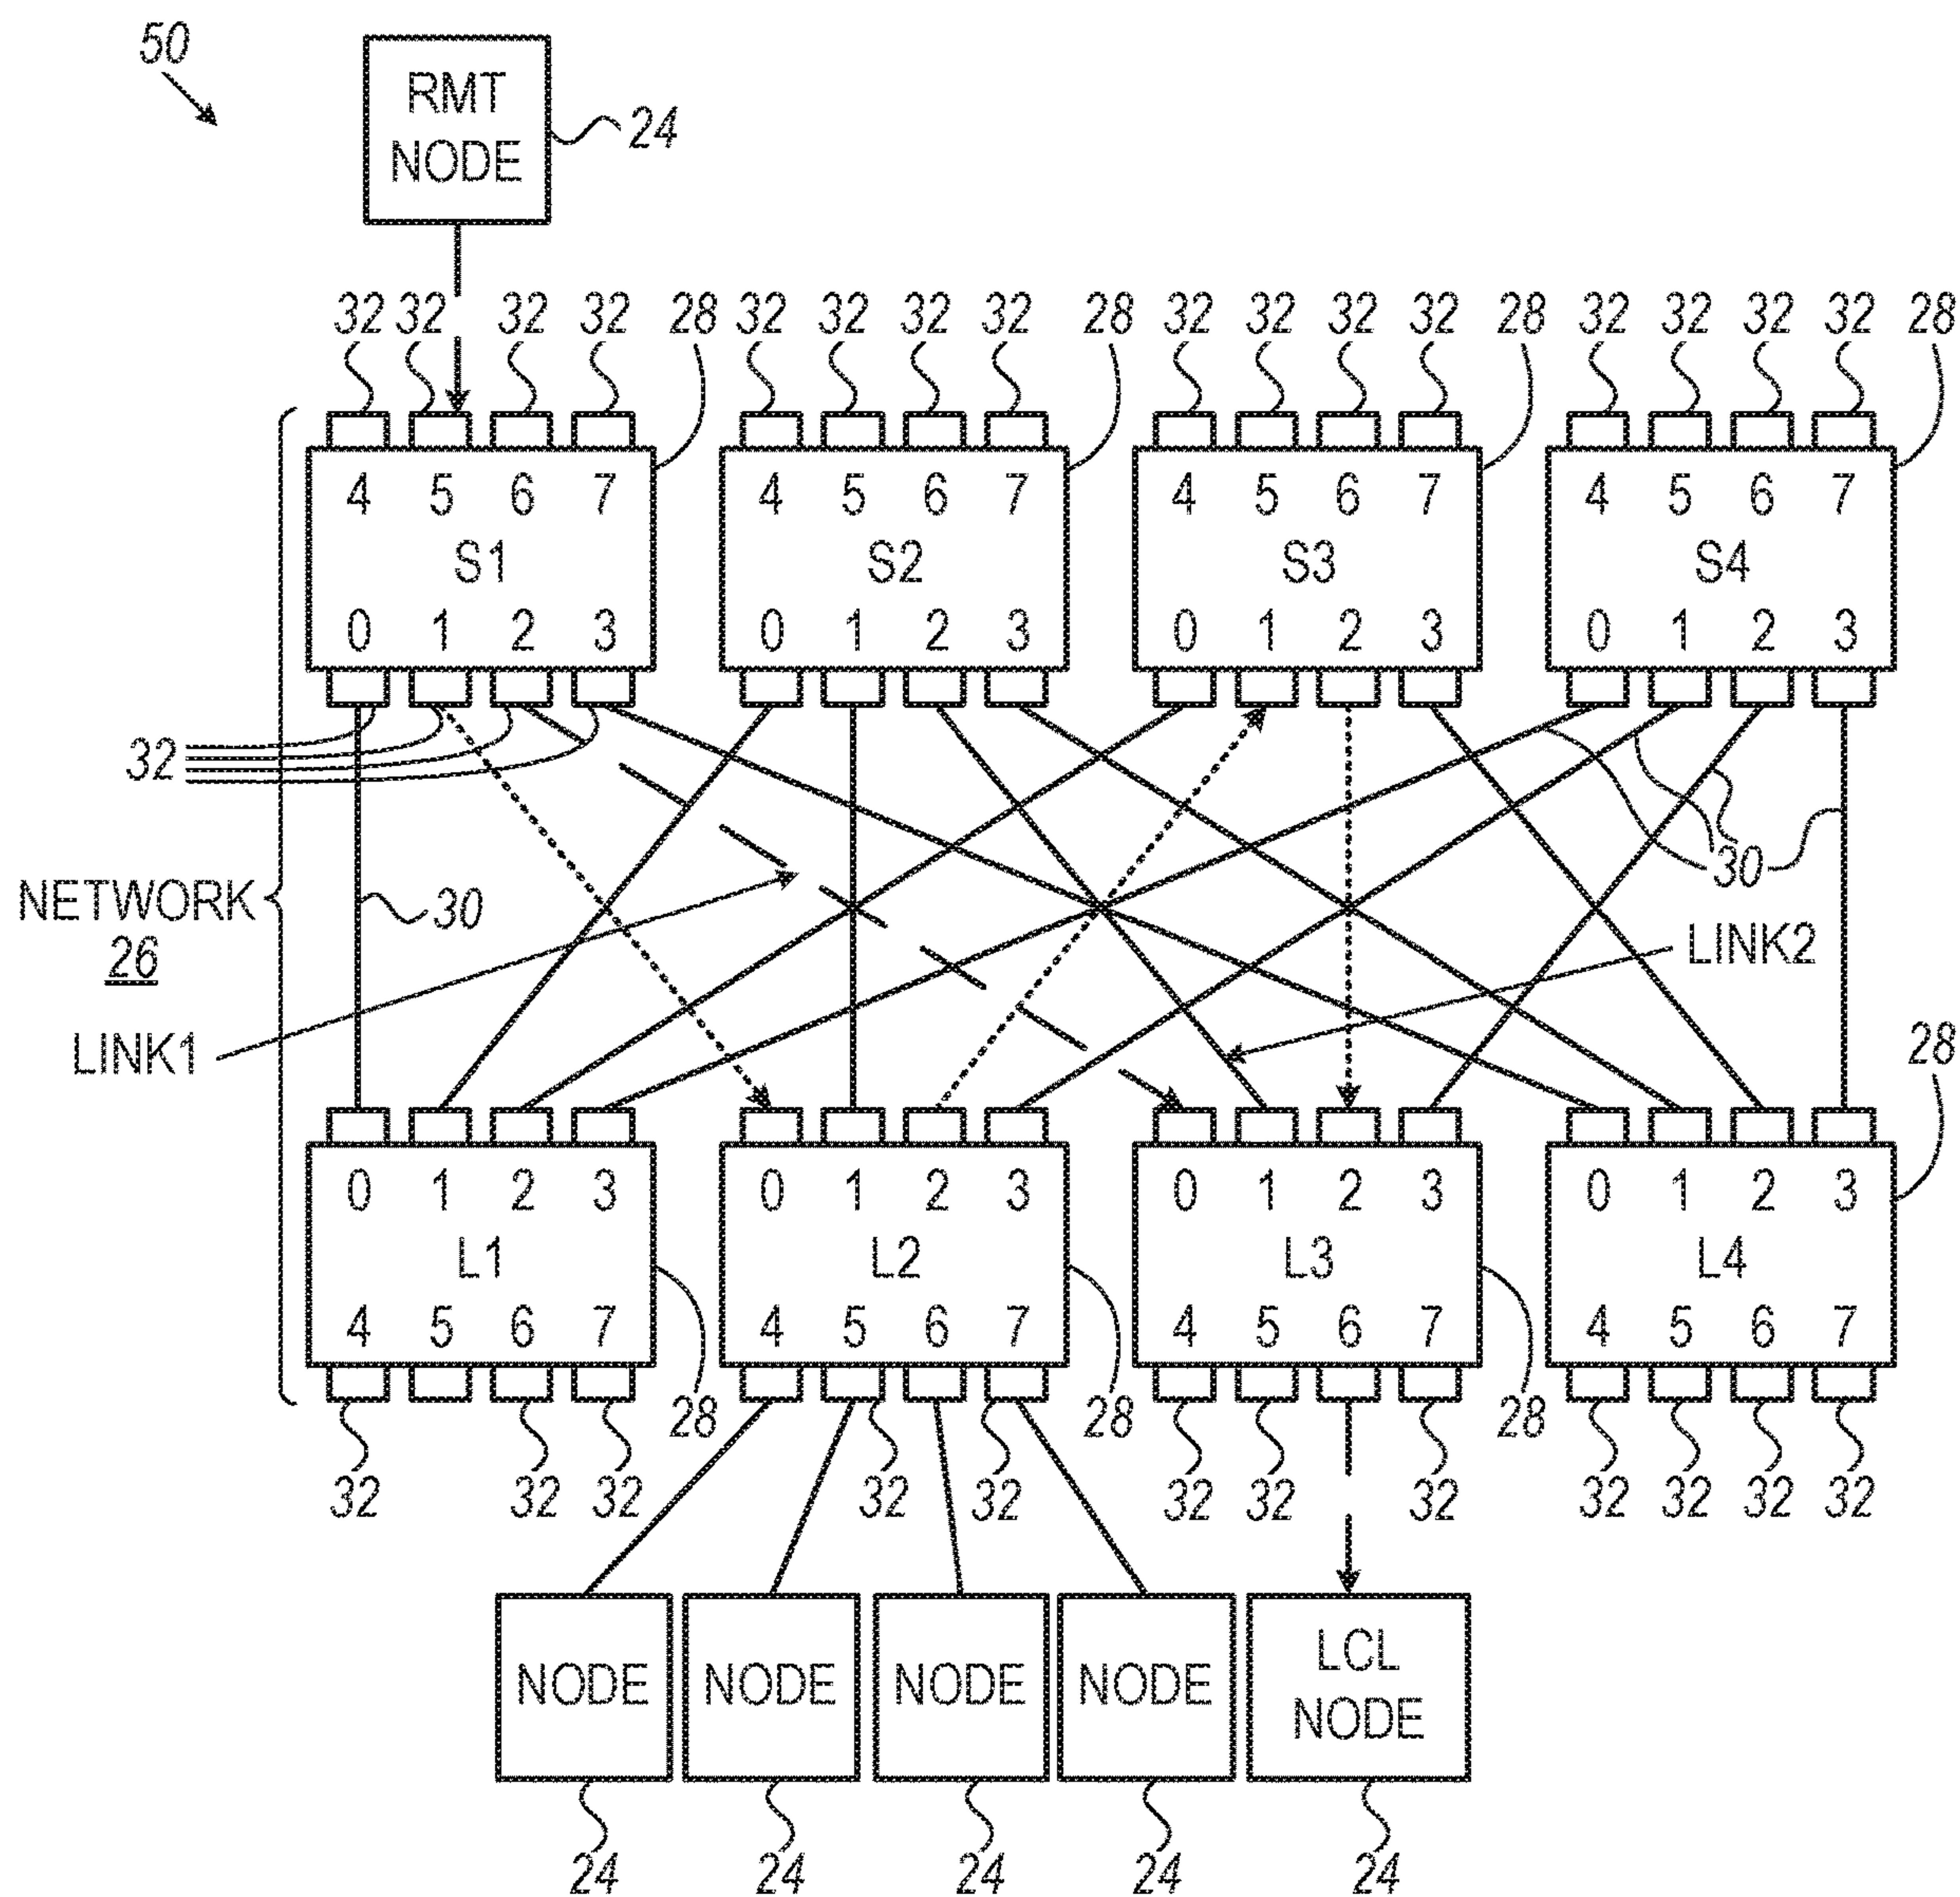 50
RMT
NODE
24
32 32 32 32 28 32 32 32 32 28 32 32 32 32 28 32 32 32 32 28
4 5 6 7 4 5 6 7 4 5 6 7 4 5 6 7
S1 S2 S3 S4
0 1 2 3 0 1 2 3 0 1 2 3 0 1 2 3
32
30
NETWORK
26
30
LINK2
LINK1
28
0 1 2 3 0 1 2 3 0 1 2 3 0 1 2 3
L1 L2 L3 L4
4 5 6 7 4 5 6 7 4 5 6 7 4 5 6 7
28 28 28
32 32 32 32 32 32 32 32 32 32 32 32
NODE NODE NODE NODE
LCL
NODE
24 24 24 24 24